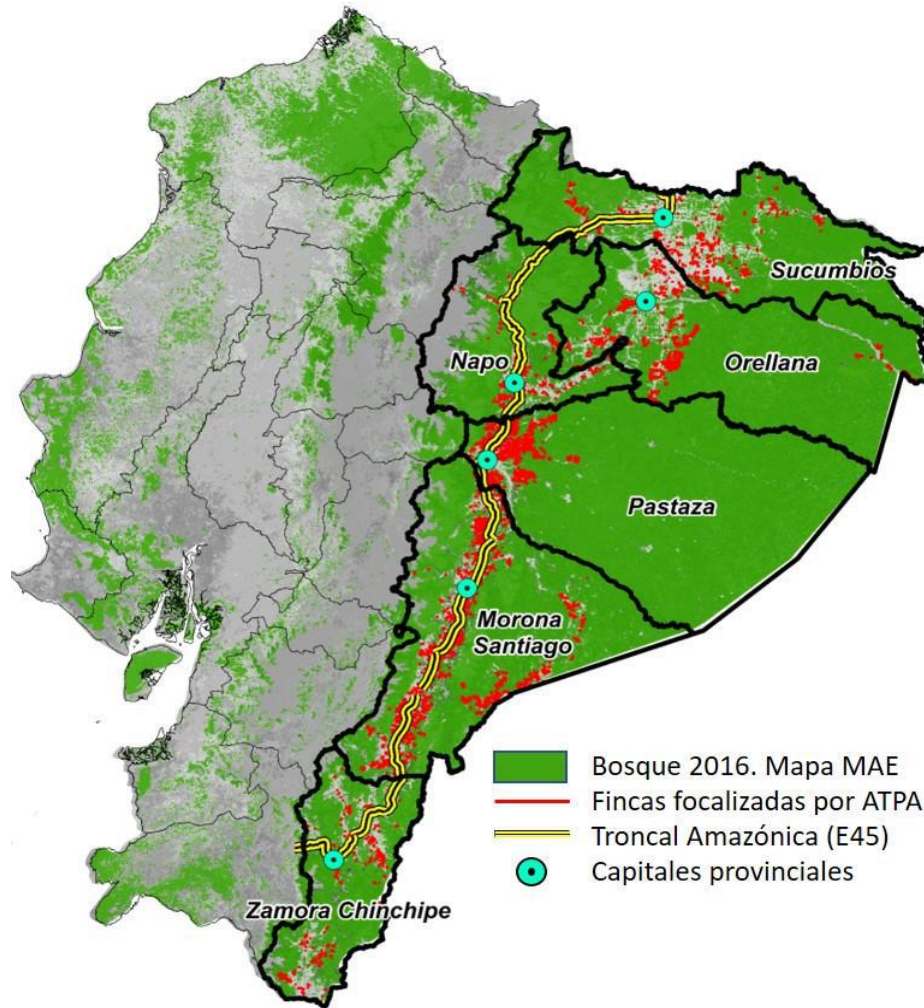 Sucumbios
Napo
Orellana
Pastaza
Morona
Santiago
Bosque 2016. Mapa MAE
Fincas focalizadas por ATPA
Troncal Amazónica (E45)
Capitales provinciales
Zamora Chinchipe